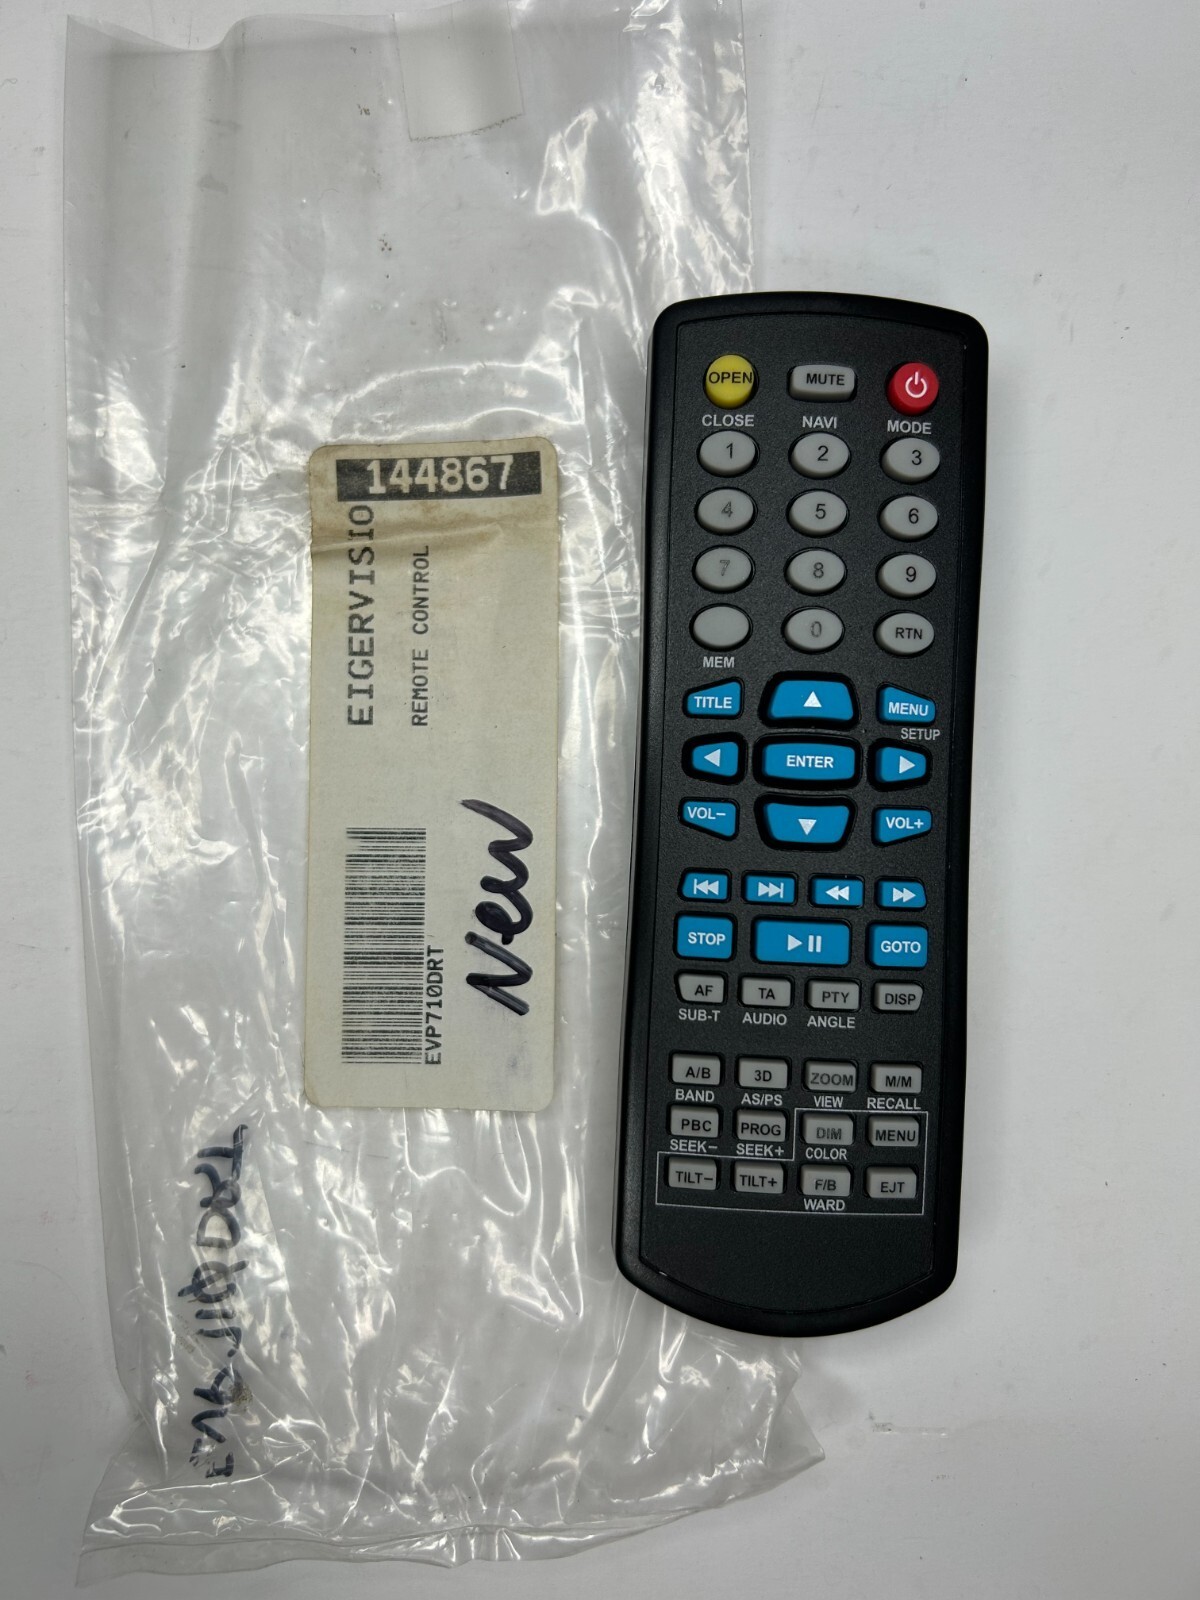 144867
EIGERVISIO
REMOTE CONTROL
EVP710DRT
New
OPEN MUTE
CLOSE NAVI MODE
1 2 3
4 5 6
7 8 9
0 RTN
MEM
TITLE MENU
SETUP
ENTER
VOL- VOL+
STOP GOTO
AF TA PTY DISP
SUB-T AUDIO ANGLE
A/B 3D ZOOM M/M
BAND AS/PS VIEW RECALL
PBC PROG DIM MENU
SEEK- SEEK+ COLOR
TILT- TILT+ F/B EJT
WARD